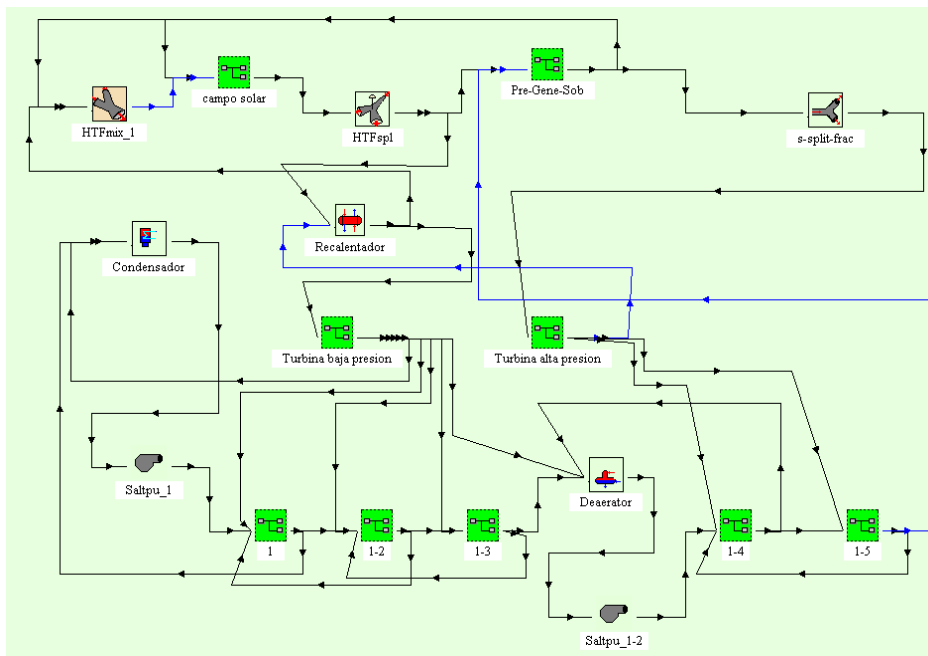 campo solar
Pre-Gene-Sob
HTFmix_1
HTFspl
s-split-frac
Recalentador
Condensador
Turbina baja presion
Turbina alta presion
Saltpu_1
Deaerator
1
1-2
1-3
1-4
1-5
Saltpu_1-2